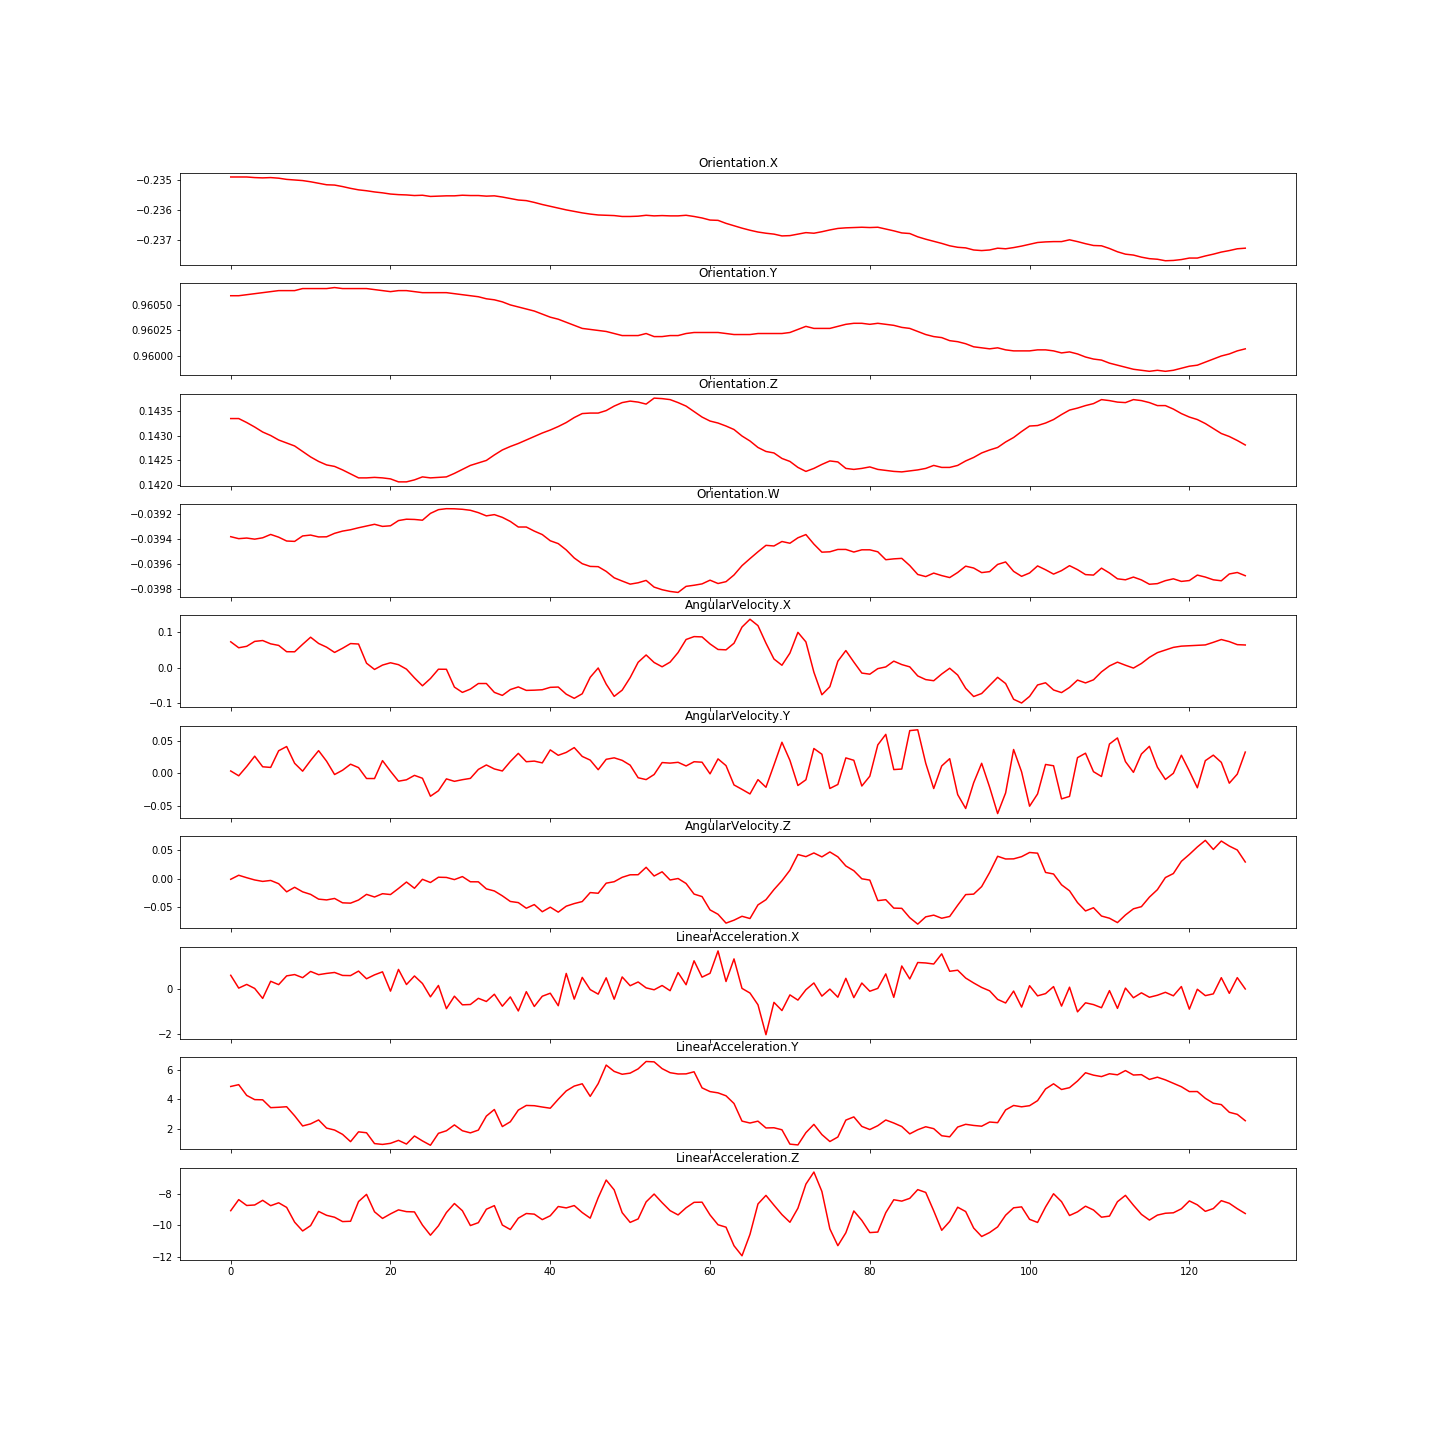 Orientation.X
−0.235
−0.236
−0.237
Orientation.Y
0.96050
0.96025
0.96000
Orientation.Z
0.1435
0.1430
0.1425
0.1420
Orientation.W
−0.0392
−0.0394
−0.0396
−0.0398
AngularVelocity.X
0.1
0.0
−0.1
AngularVelocity.Y
0.05
0.00
−0.05
AngularVelocity.Z
0.05
0.00
−0.05
LinearAcceleration.X
0
−2
LinearAcceleration.Y
6
4
2
LinearAcceleration.Z
−8
−10
−12
0 20 40 60 80 100 120